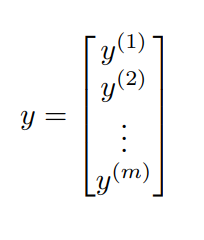 y^{(1)}
y^{(2)}
y =
⋮
y^{(m)}